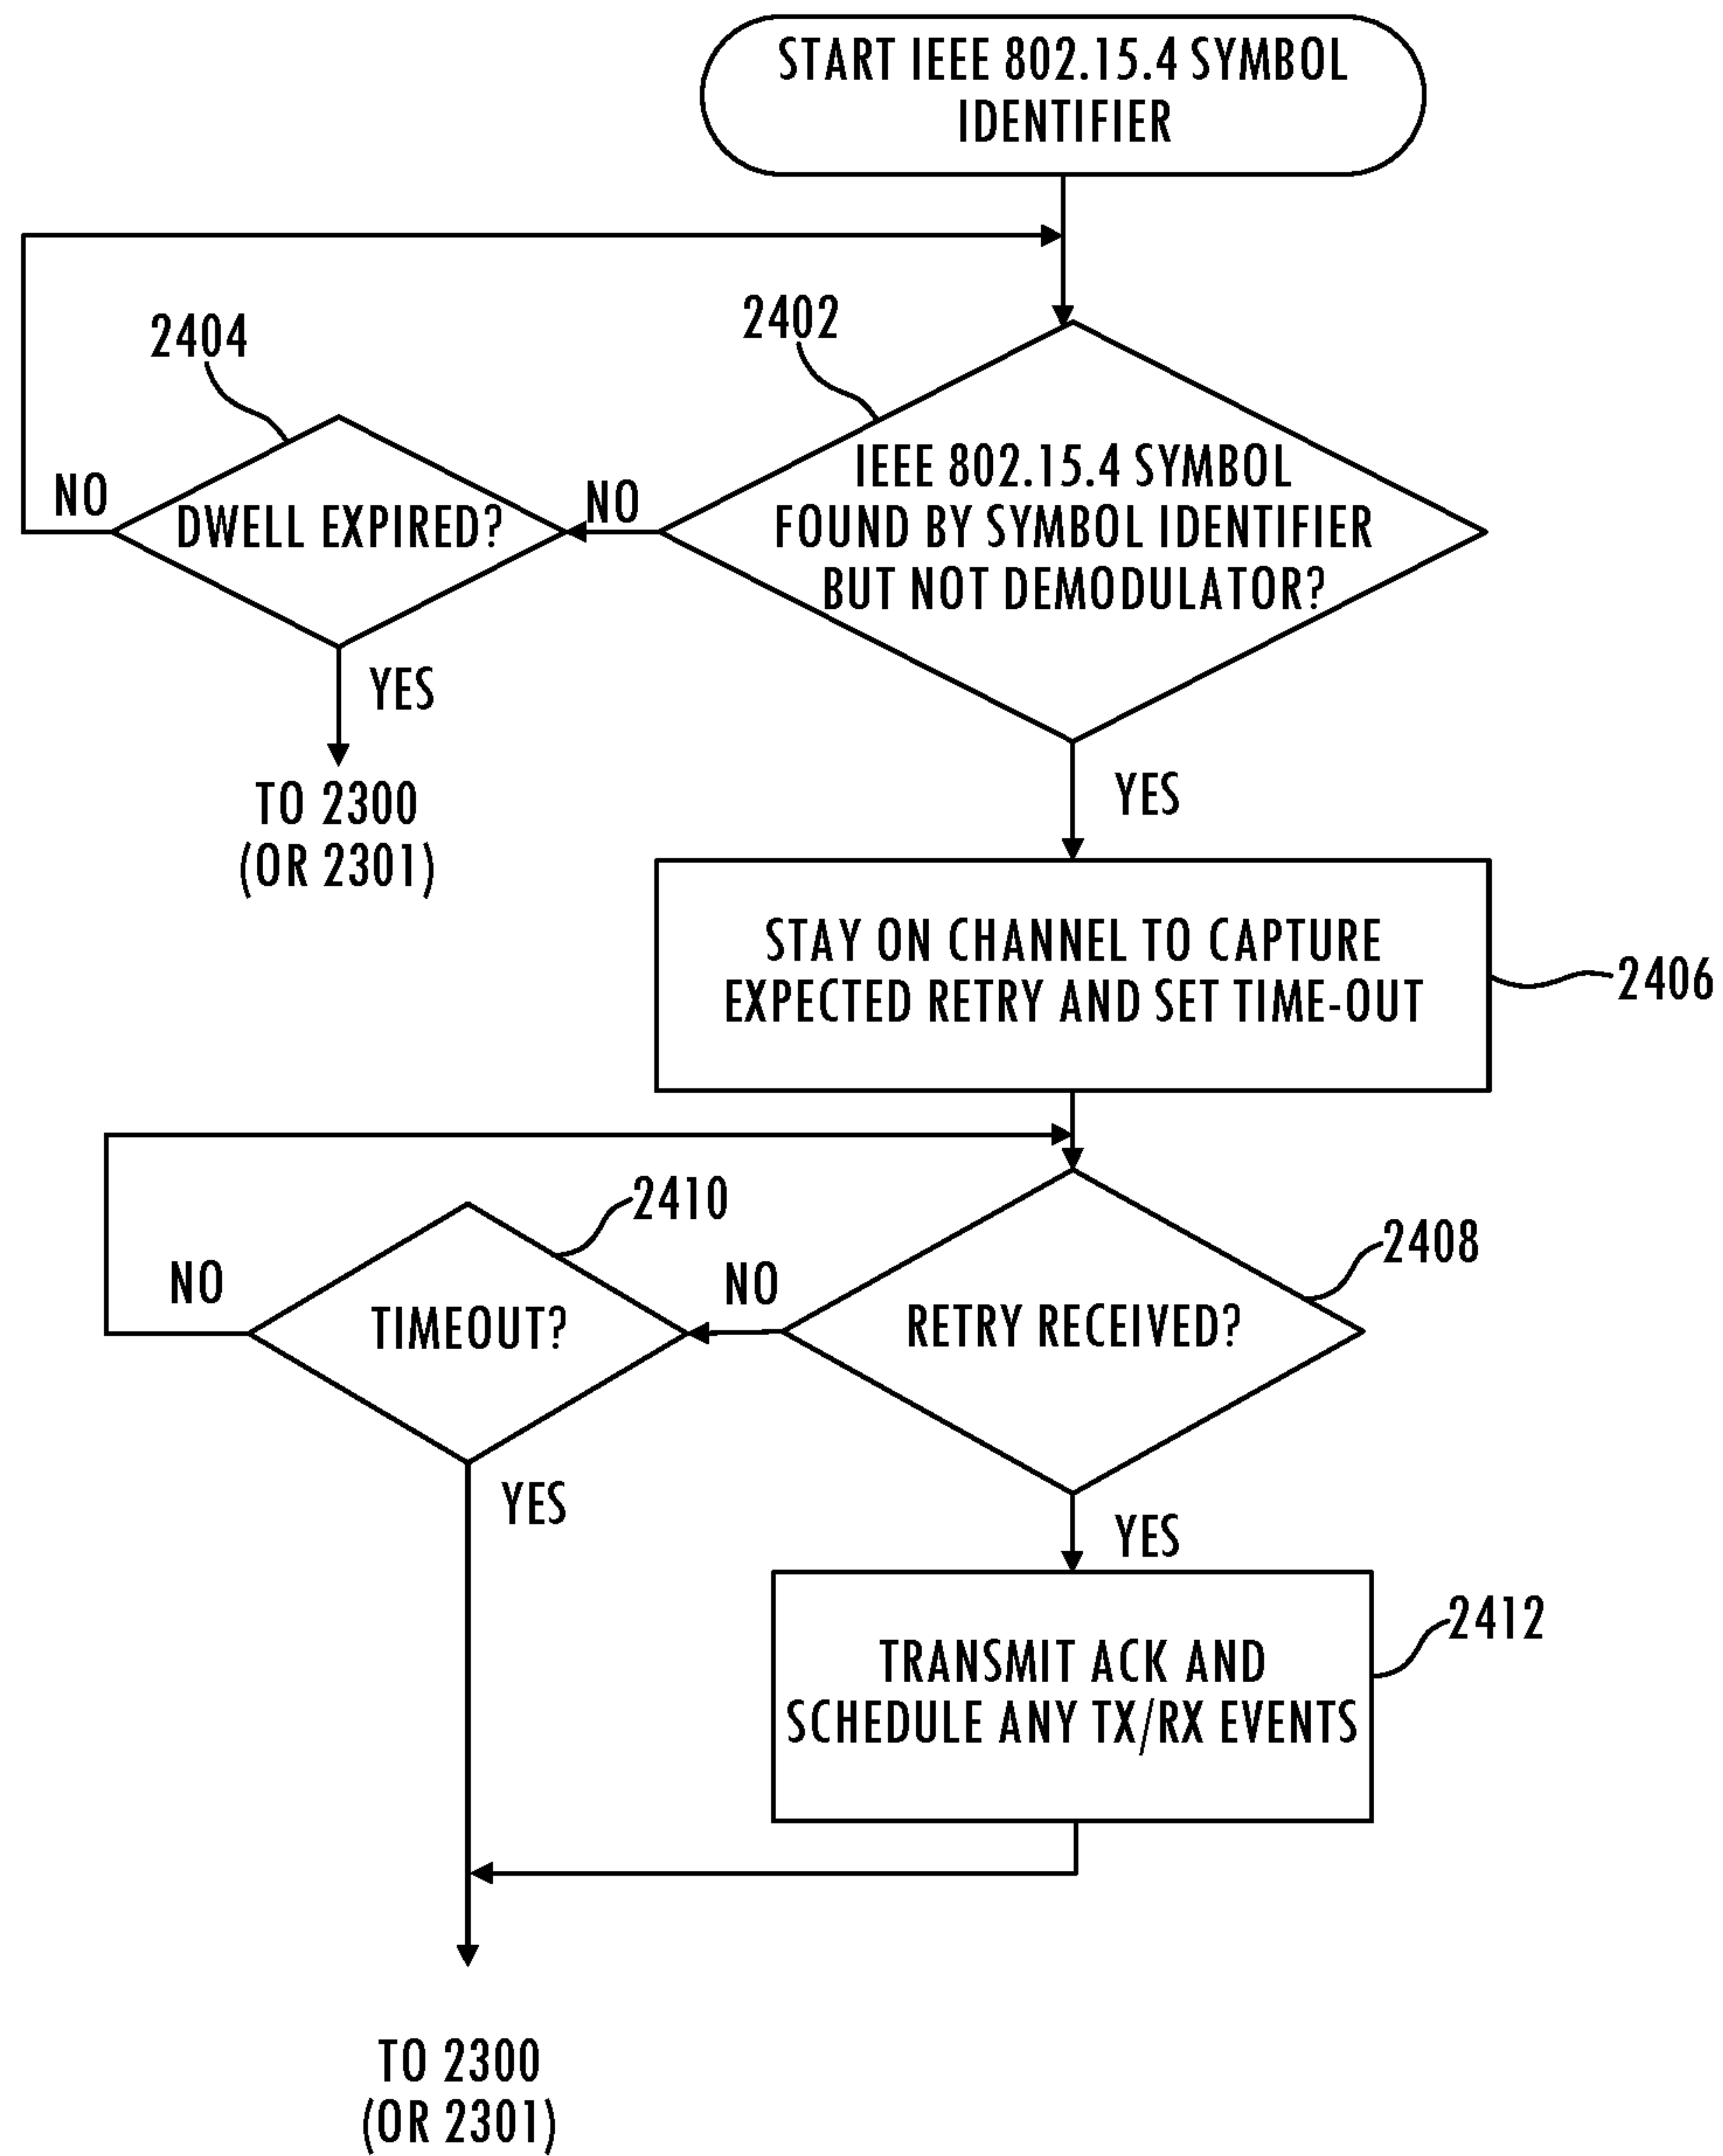 START IEEE 802.15.4 SYMBOL
IDENTIFIER
2402
2404
IEEE 802.15.4 SYMBOL
FOUND BY SYMBOL IDENTIFIER
BUT NOT DEMODULATOR?
NO
DWELL EXPIRED?
NO
YES
TO 2300
(OR 2301)
YES
STAY ON CHANNEL TO CAPTURE
EXPECTED RETRY AND SET TIME-OUT
2406
2410
2408
NO
TIMEOUT?
NO
RETRY RECEIVED?
YES
YES
TRANSMIT ACK AND
SCHEDULE ANY TX/RX EVENTS
2412
TO 2300
(OR 2301)